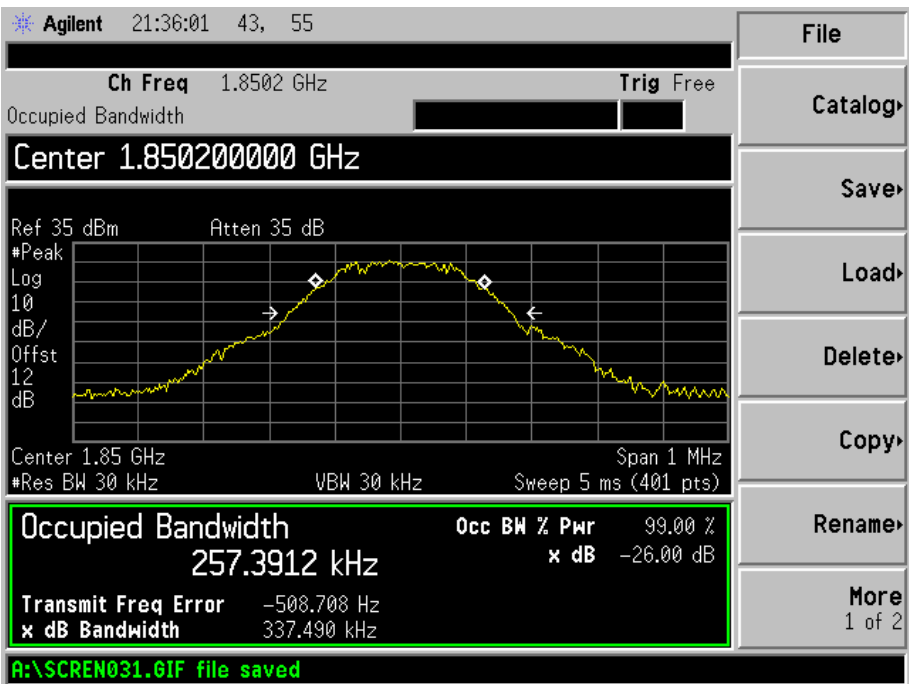 Agilent 21:36:01 43, 55
File
Ch Freq 1.8502 GHz
Trig Free
Occupied Bandwidth
Center 1.850200000 GHz
Ref 35 dBm
Atten 35 dB
#Peak
Log
10
dB/
Offst
12
dB
Center 1.85 GHz
Span 1 MHz
#Res BW 30 kHz
VBW 30 kHz
Sweep 5 ms (401 pts)
Occupied Bandwidth
257.3912 kHz
Occ BW % Pwr 99.00 %
x dB -26.00 dB
Transmit Freq Error -508.708 Hz
x dB Bandwidth 337.490 kHz
A:\SCREN031.GIF file saved
Catalog
Save
Load
Delete
Copy
Rename
More
1 of 2